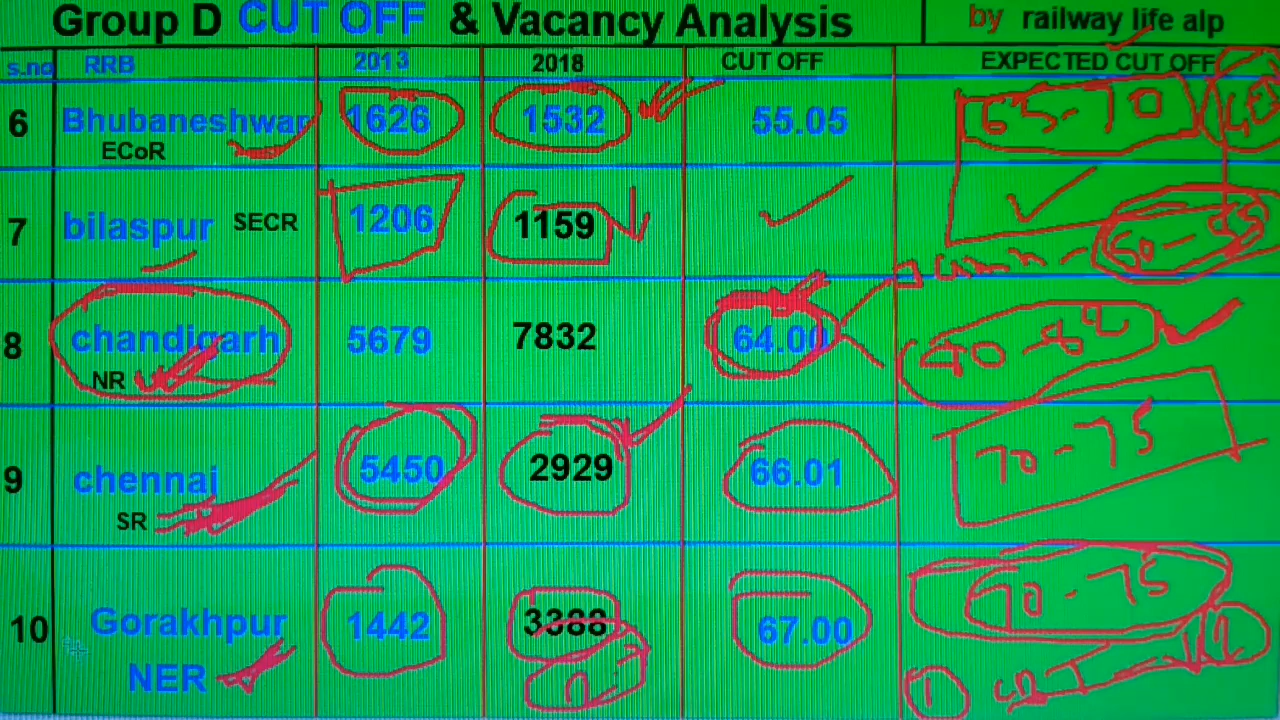 Group D CUT OFF & Vacancy Analysis by railway life alp
s.no RRB 2013 2018 CUT OFF EXPECTED CUT OFF
6 Bhubaneshwar ECoR 1626 1532 55.05 65-70
7 bilaspur SECR 1206 1159 60-65
8 chandigarh NR 5679 7832 64.00
9 chennai SR 5450 2929 66.01 70-75
10 Gorakhpur NER 1442 3388 67.00 70-75
1